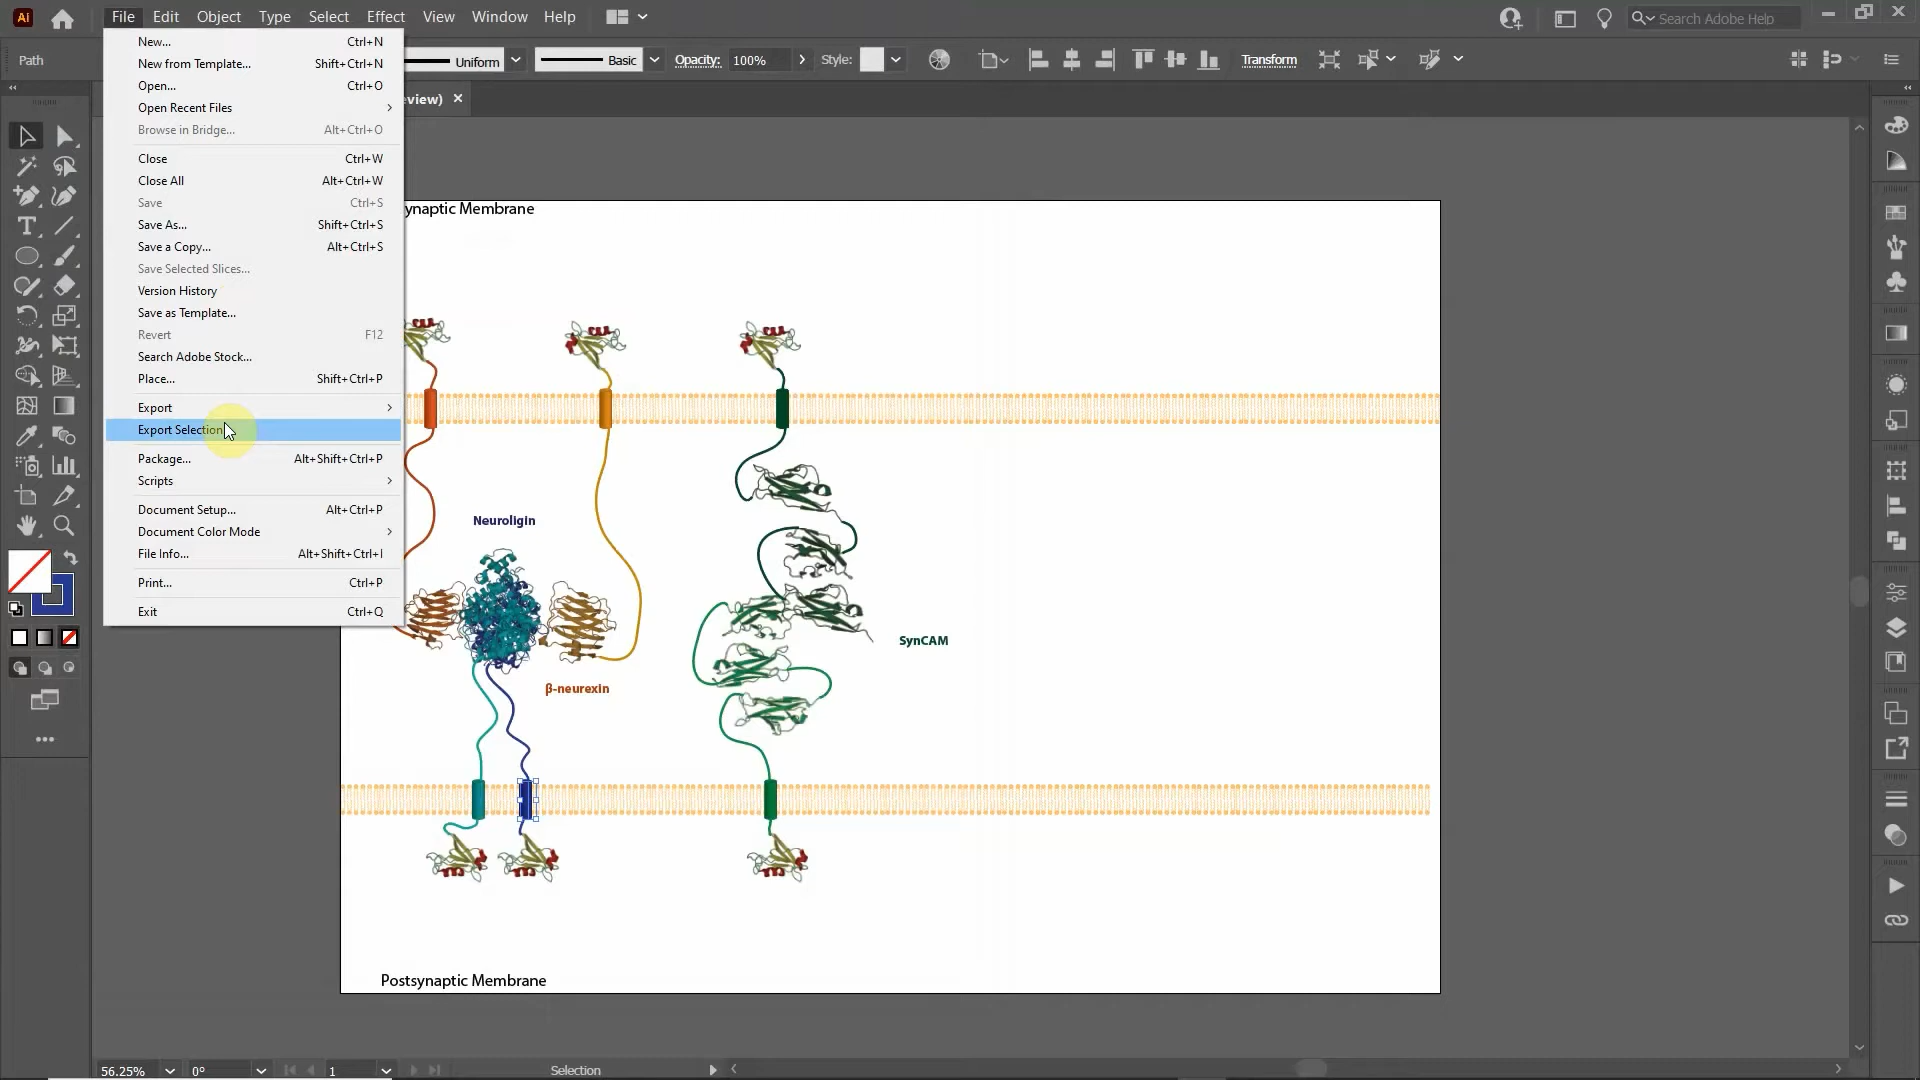 Ai File Edit Object Type Select Effect View Window Help Search Adobe Help
Path Uniform Basic Opacity: 100% Style: Transform
eview) ×
New... Ctrl+N
New from Template... Shift+Ctrl+N
Open... Ctrl+O
Open Recent Files
Browse in Bridge... Alt+Ctrl+O
Close Ctrl+W
Close All Alt+Ctrl+W
Save Ctrl+S
Save As... Shift+Ctrl+S
Save a Copy... Alt+Ctrl+S
Save Selected Slices...
Version History
Save as Template...
Revert F12
Search Adobe Stock...
Place... Shift+Ctrl+P
Export
Export Selection
Package... Alt+Shift+Ctrl+P
Scripts
Document Setup... Alt+Ctrl+P
Document Color Mode
File Info... Alt+Shift+Ctrl+I
Print... Ctrl+P
Exit Ctrl+Q
ynaptic Membrane
Neuroligin
SynCAM
β-neurexin
Postsynaptic Membrane
56.25% 0° 1 Selection